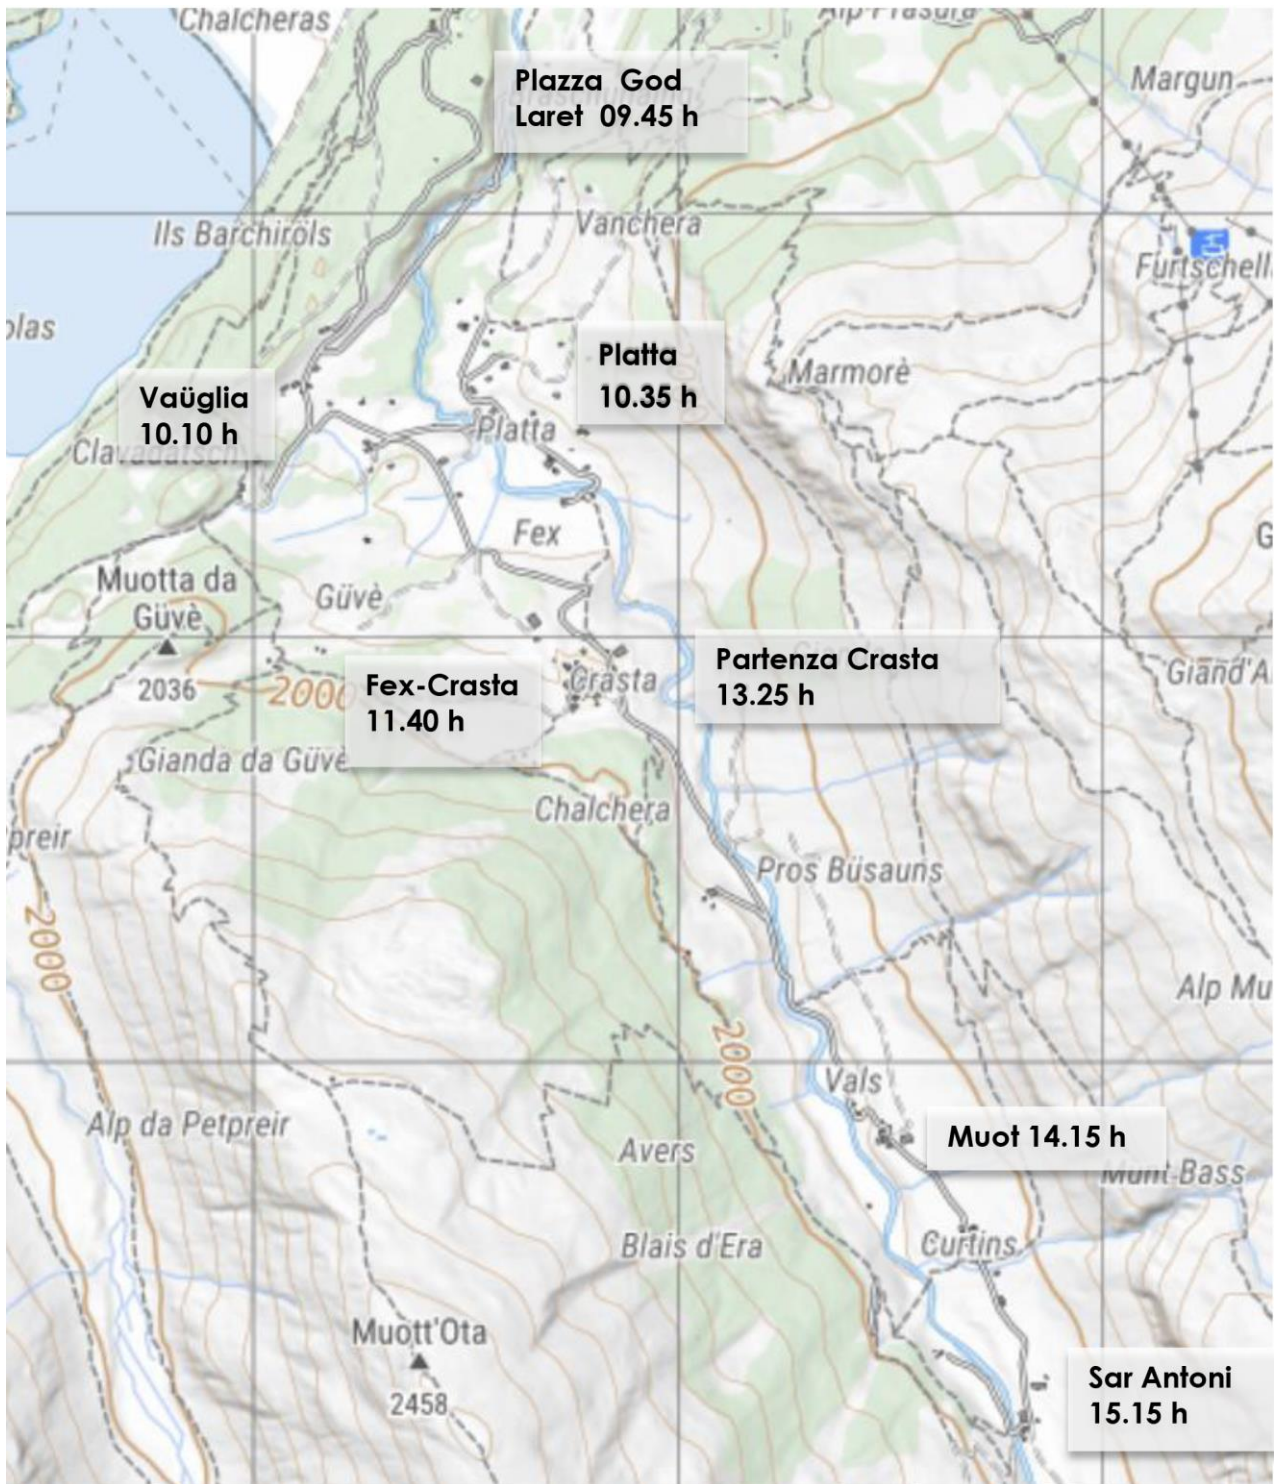 Chalcheras
Alp Prasüra
Plazza God
Laret 09.45 h
Margun
Ils Barchiröls
Vanchera
Furtschell
olas
Platta
10.35 h
Marmorè
Vaüglia
10.10 h
Platta
Clavadatsch
Fex
G
Muotta da
Güvè
Güvè
2036
2000
Fex-Crasta
11.40 h
Crasta
Partenza Crasta
13.25 h
Giand'A
Gianda da Güvè
Chalchera
preir
Pros Büsauns
2000
Alp Mu
2000
Vals
Alp da Petpreir
Muot 14.15 h
Avers
Munt Bass
Blais d'Era
Curtins
Muott'Ota
2458
Sar Antoni
15.15 h